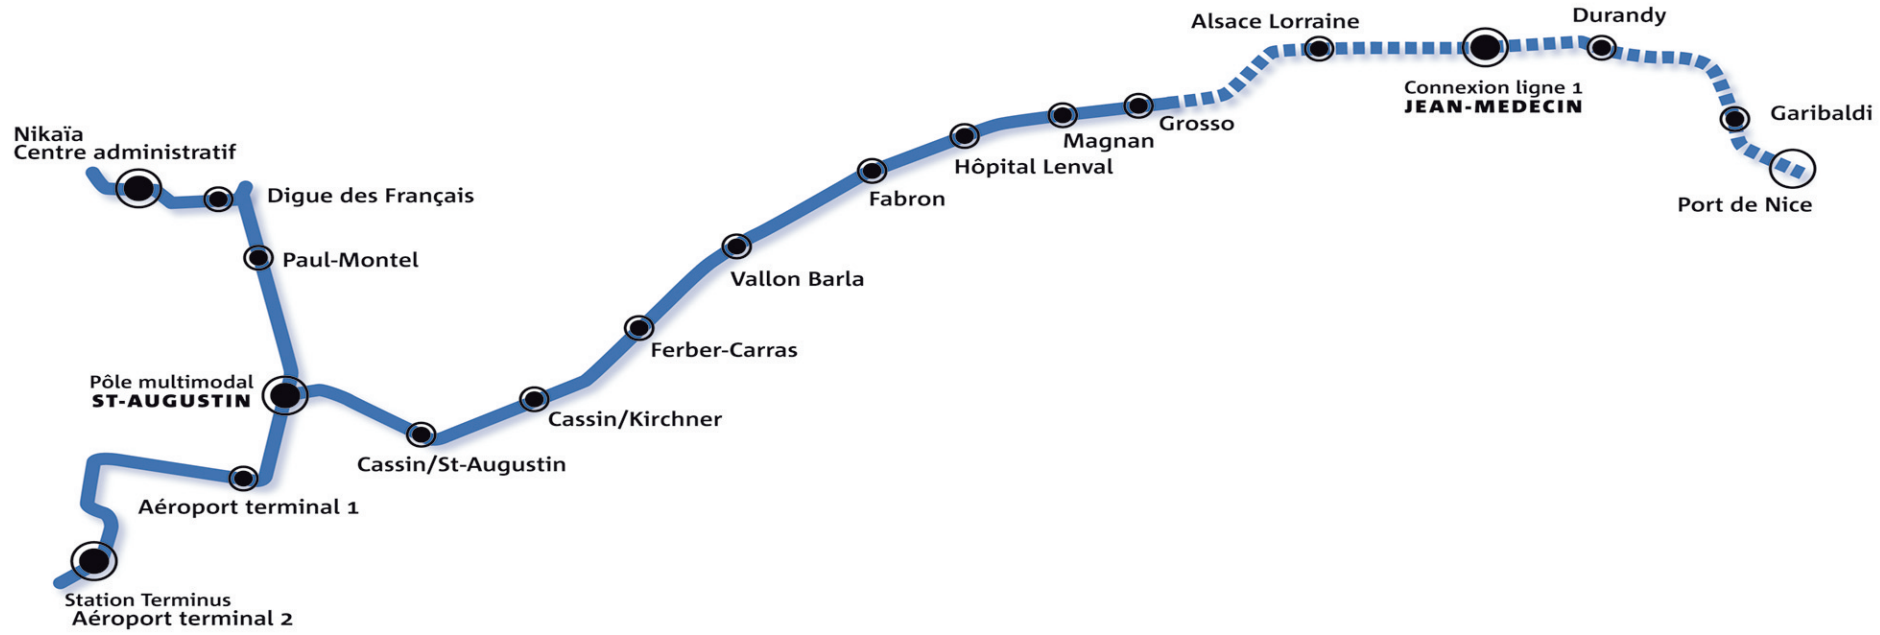 Alsace Lorraine
Durandy
Connexion ligne 1
JEAN-MEDECIN
Garibaldi
Port de Nice
Grosso
Magnan
Hôpital Lenval
Fabron
Vallon Barla
Ferber-Carras
Cassin/Kirchner
Cassin/St-Augustin
Nikaïa
Centre administratif
Digue des Français
Paul-Montel
Pôle multimodal
ST-AUGUSTIN
Aéroport terminal 1
Station Terminus
Aéroport terminal 2